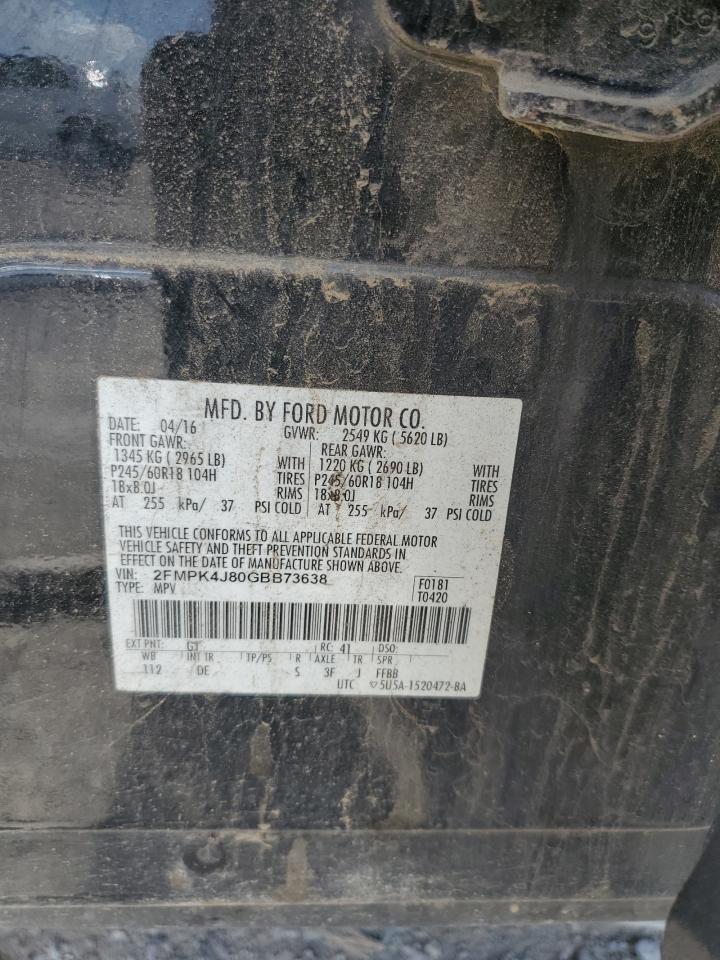 MFD. BY FORD MOTOR CO.
DATE: 04/16 GVWR: 2549 KG ( 5620 LB)
FRONT GAWR: REAR GAWR:
1345 KG ( 2965 LB) WITH 1220 KG ( 2690 LB) WITH
P245/60R18 104H TIRES P245/60R18 104H TIRES
18x8.0J RIMS 18x8.0J RIMS
AT 255 kPa/ 37 PSI COLD AT 255 kPa/ 37 PSI COLD
THIS VEHICLE CONFORMS TO ALL APPLICABLE FEDERAL MOTOR
VEHICLE SAFETY AND THEFT PREVENTION STANDARDS IN
EFFECT ON THE DATE OF MANUFACTURE SHOWN ABOVE.
VIN: 2FMPK4J80GBB73638 F0181
TYPE: MPV T0420
EXT PNT: G1 RC: 41 DSO:
WB INT TR TP/PS R AXLE TR SPR
112 DE S 3F J FFBB
UTC ▽5U5A-1520472-BA